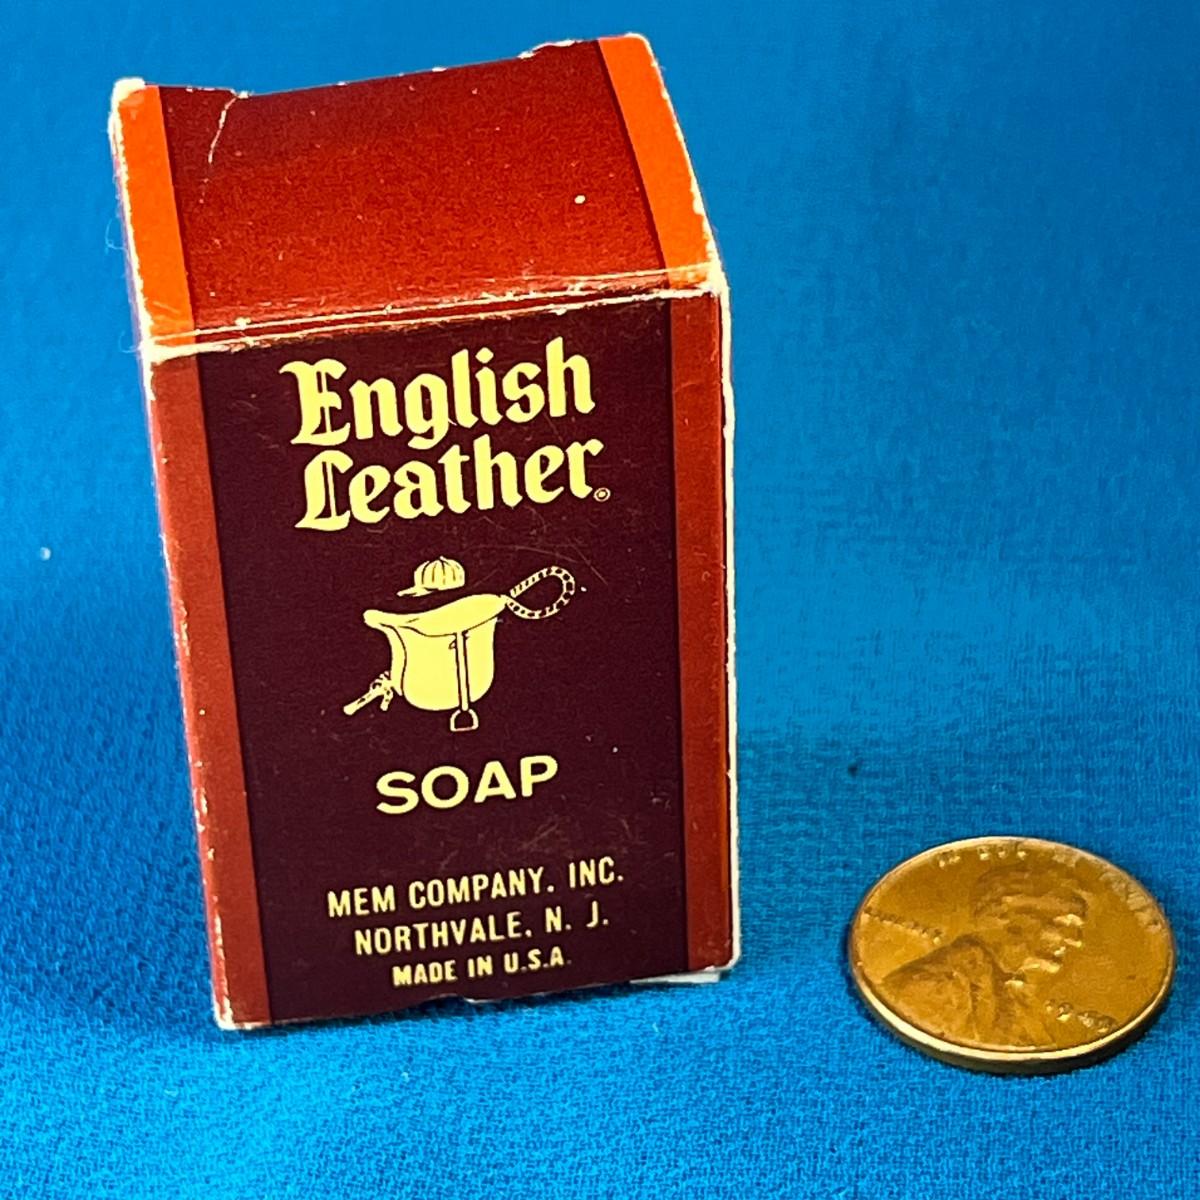 English
Leather®
SOAP
MEM COMPANY, INC.
NORTHVALE, N. J.
MADE IN U.S.A.